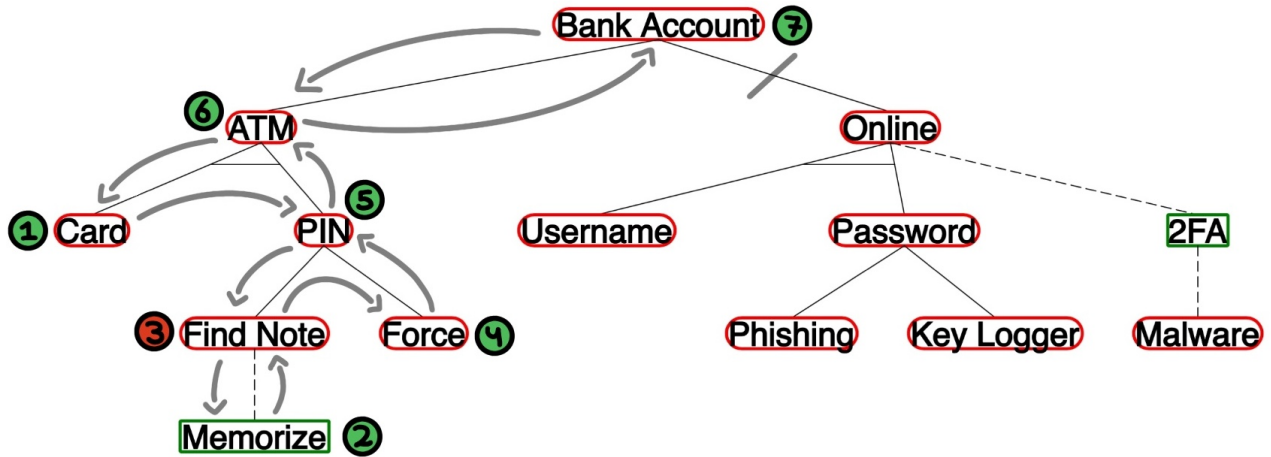 Bank Account 7
6 ATM
Online
1 Card
PIN 5
Username
Password
2FA
3 Find Note
Force 4
Phishing
Key Logger
Malware
Memorize 2